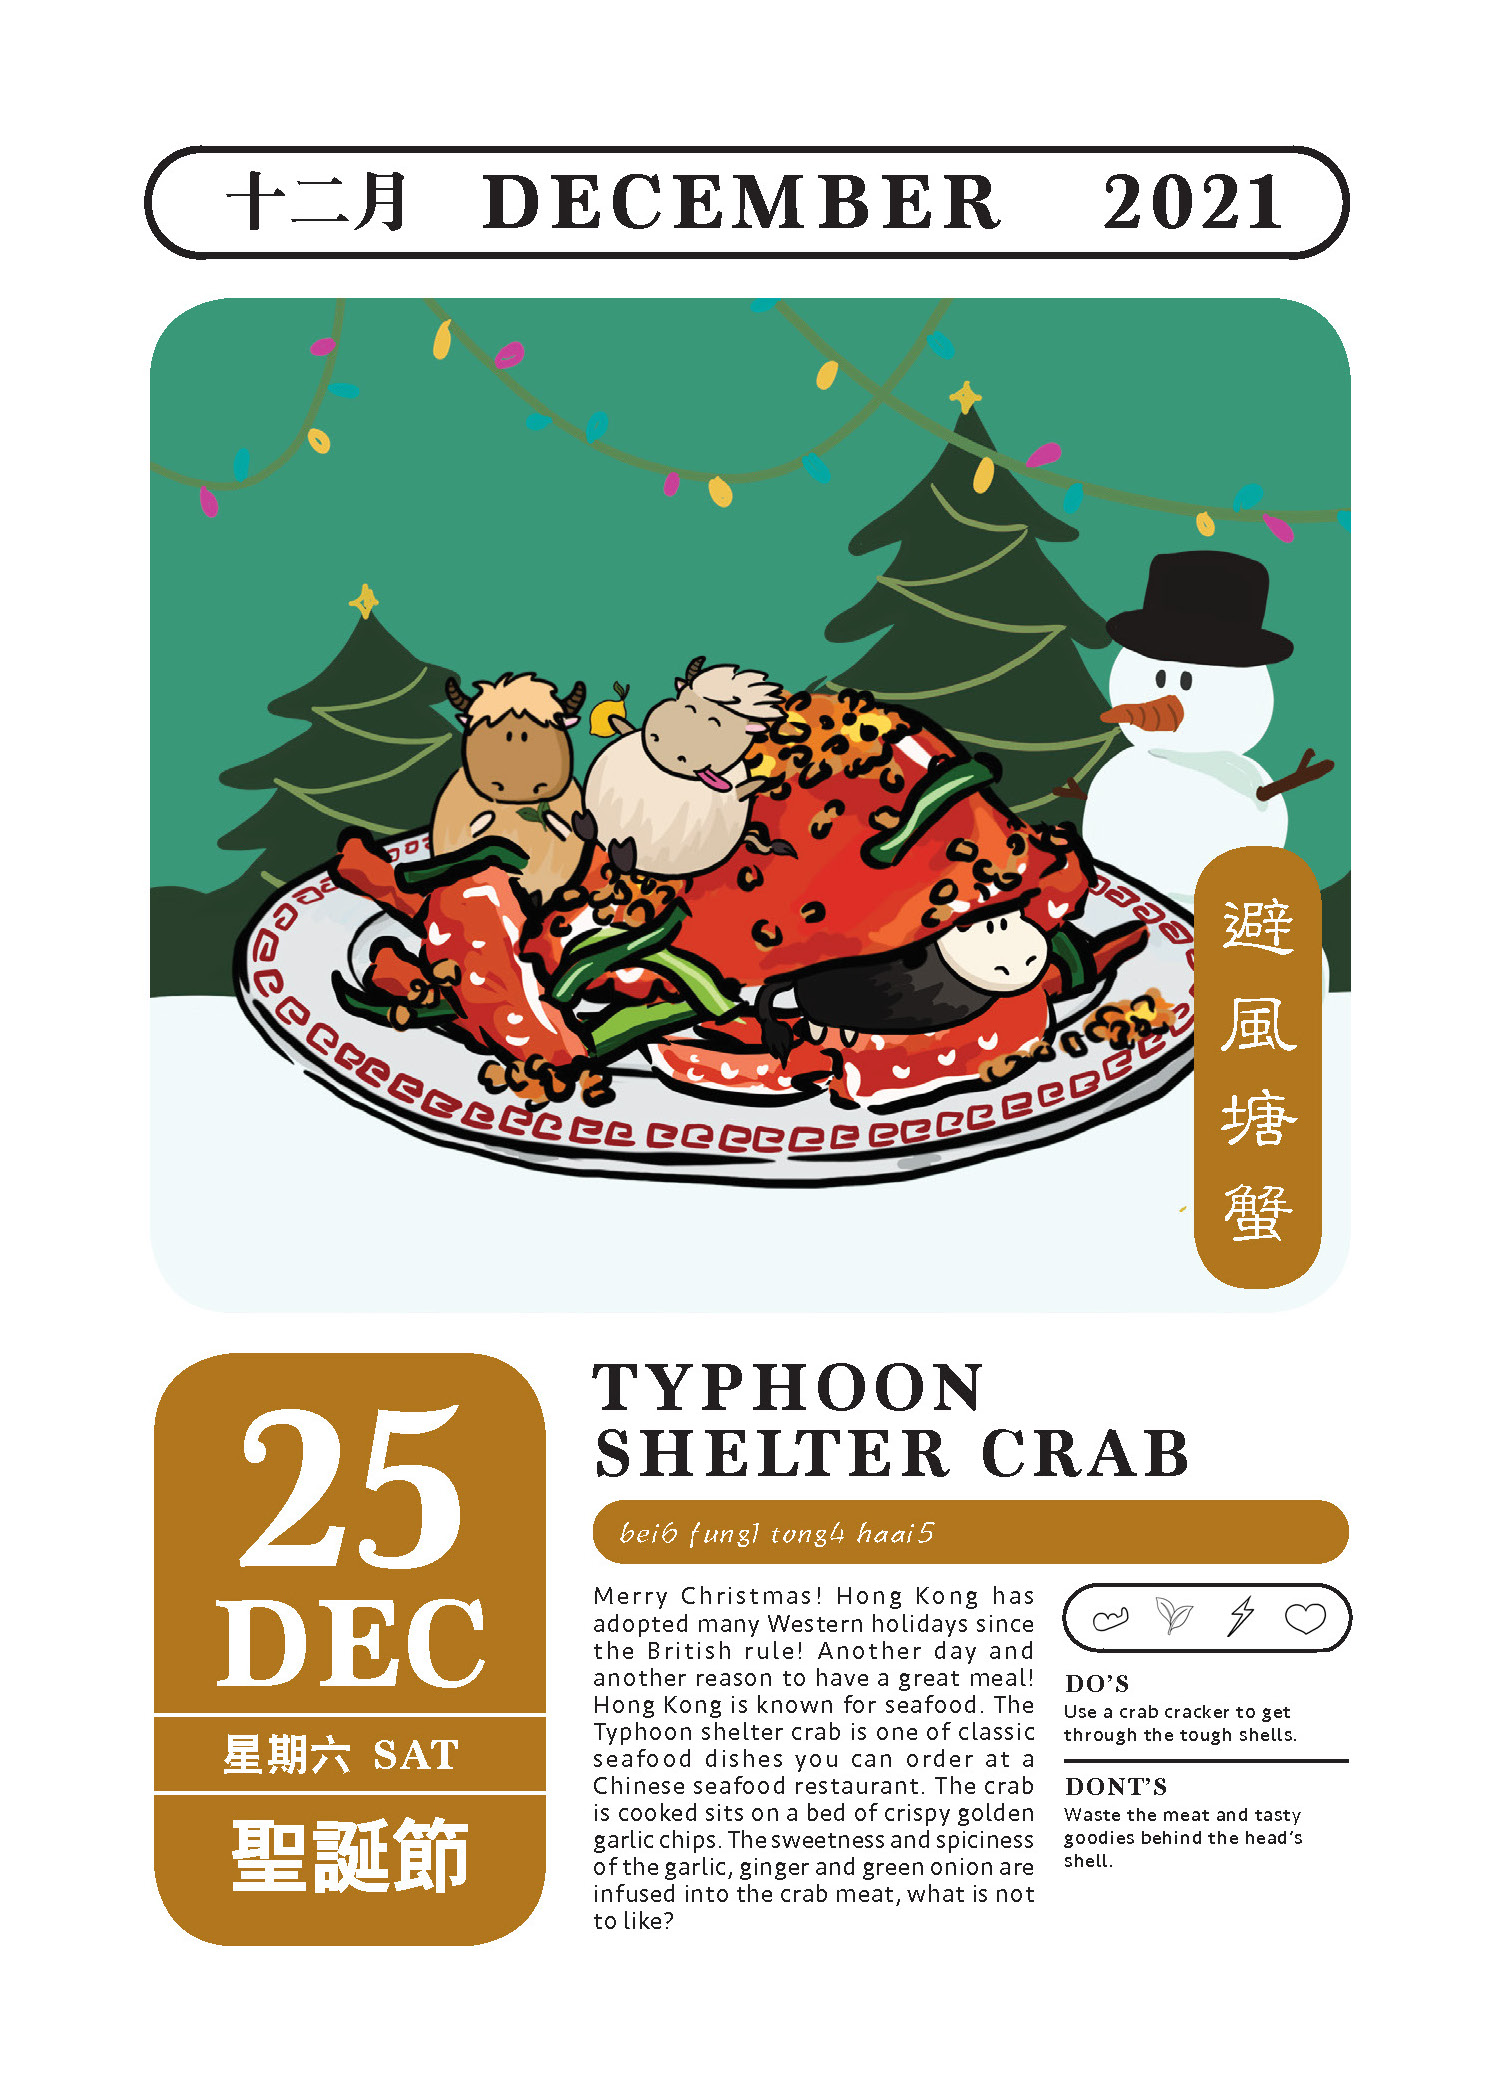 十二月 DECEMBER 2021
避風塘蟹
25
DEC
星期六 SAT
聖誕節
TYPHOON
SHELTER CRAB
bei6 fung1 tong4 haai5
Merry Christmas! Hong Kong has
adopted many Western holidays since
the British rule! Another day and
another reason to have a great meal!
Hong Kong is known for seafood. The
Typhoon shelter crab is one of classic
seafood dishes you can order at a
Chinese seafood restaurant. The crab
is cooked sits on a bed of crispy golden
garlic chips. The sweetness and spiciness
of the garlic, ginger and green onion are
infused into the crab meat, what is not
to like?
DO'S
Use a crab cracker to get
through the tough shells.
DONT'S
Waste the meat and tasty
goodies behind the head's
shell.